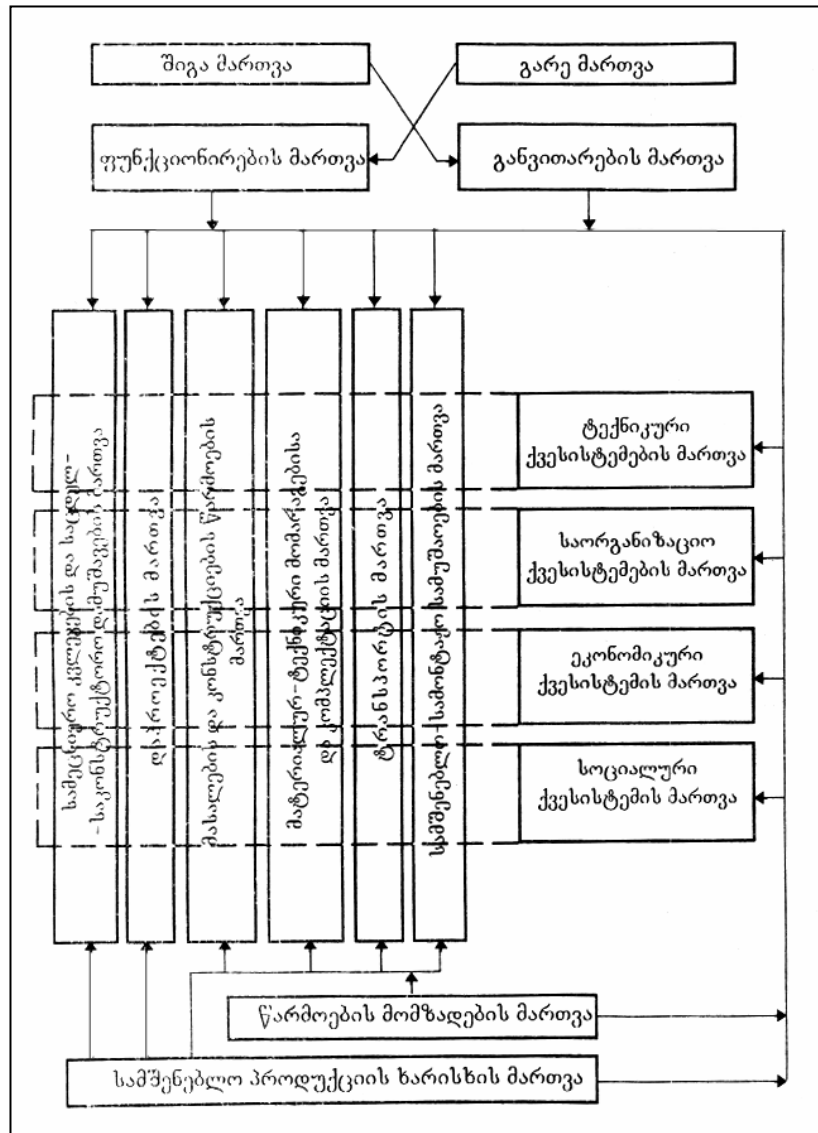 შიგა მართვა
გარე მართვა
ფუნქციონირების მართვა
განვითარების მართვა
სამეცნიერო კვლევების და საცდელ-
-საკონსტრუქტორო დამუშავების მართვა
დაპროექტების მართვა
მასალების და კონსტრუქციების წარმოების
მართვა
მატერიალურ-ტექნიკური მომარაგებისა
და კომპლექტაციის მართვა
ტრანსპორტის მართვა
სამშენებლო-სამონტაჟო სამუშაოების მართვა
ტექნიკური
ქვესისტემების მართვა
საორგანიზაციო
ქვესისტემების მართვა
ეკონომიკური
ქვესისტემის მართვა
სოციალური
ქვესისტემის მართვა
წარმოების მომზადების მართვა
სამშენებლო პროდუქციის ხარისხის მართვა